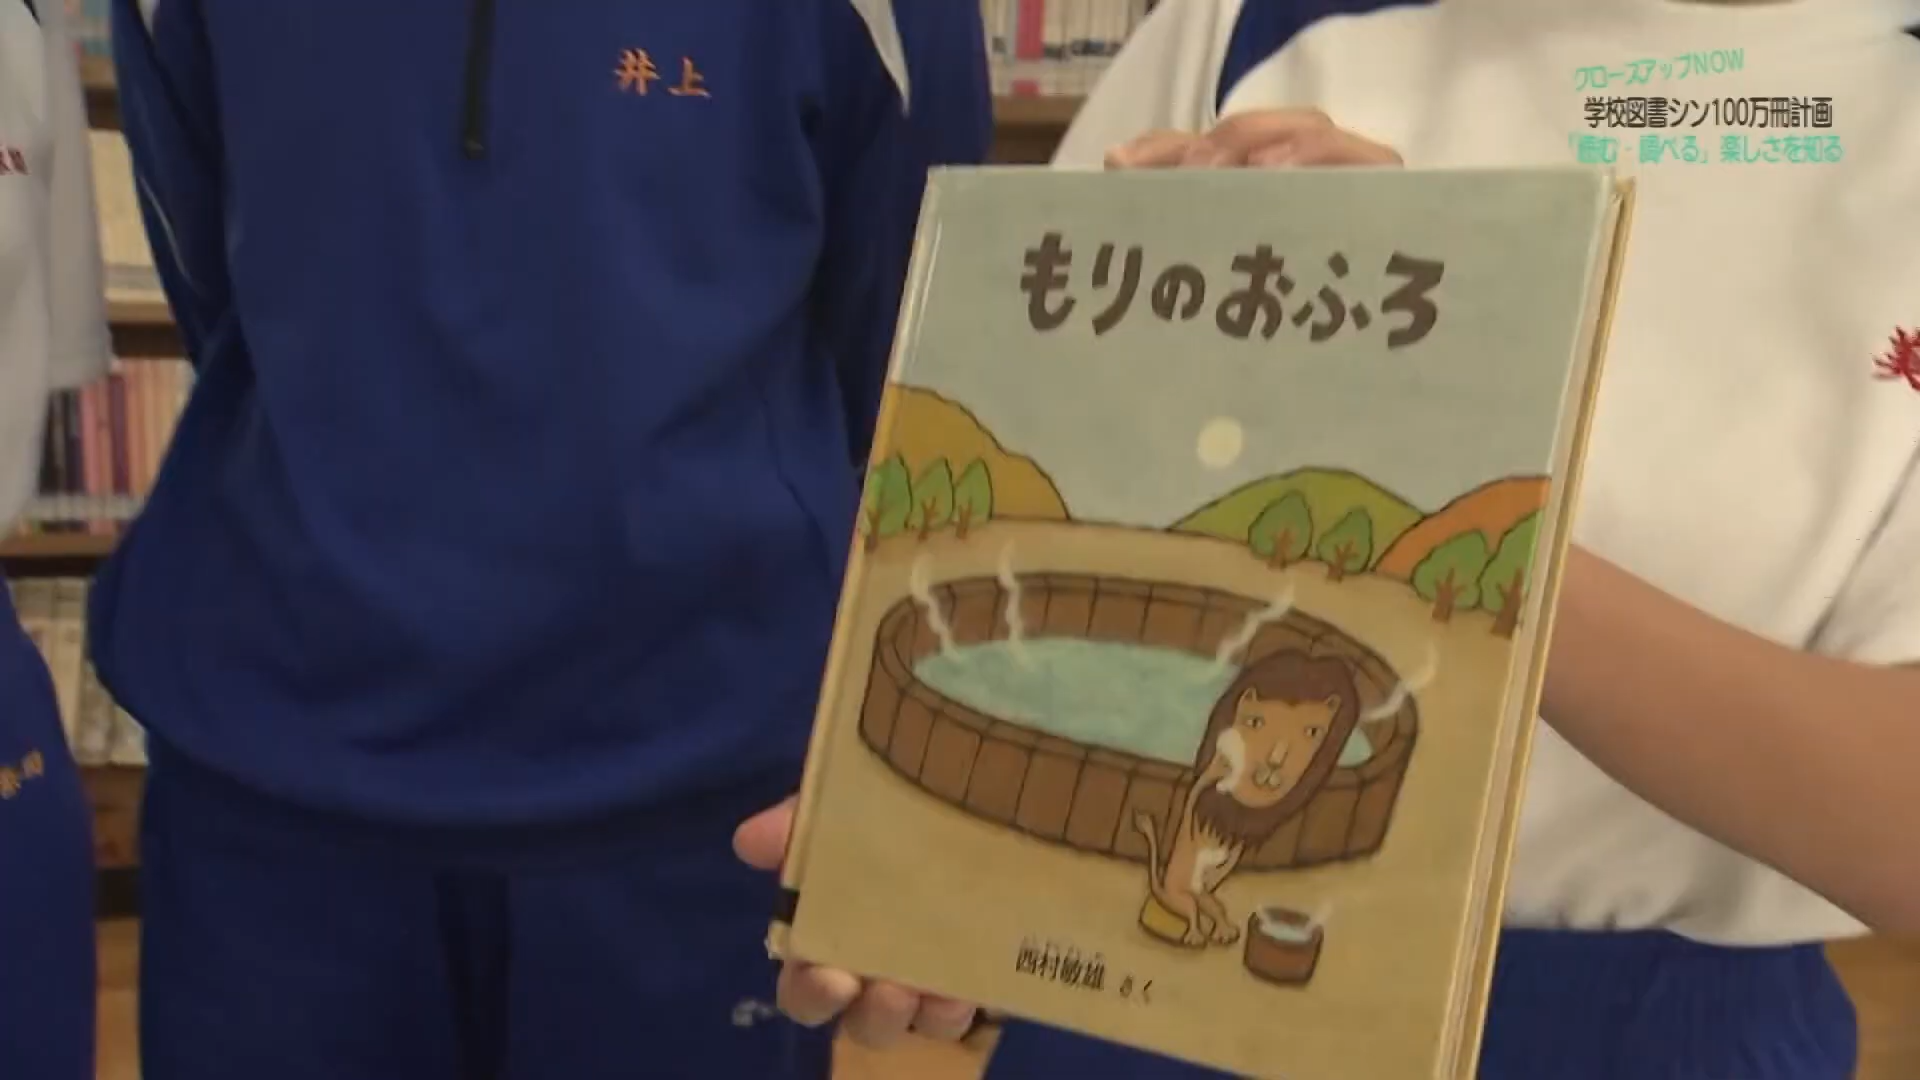 井上
クローズアップNOW
学校図書シン100万冊計画
「読む・調べる」楽しさを知る
もりのおふろ
西村敏雄 さく